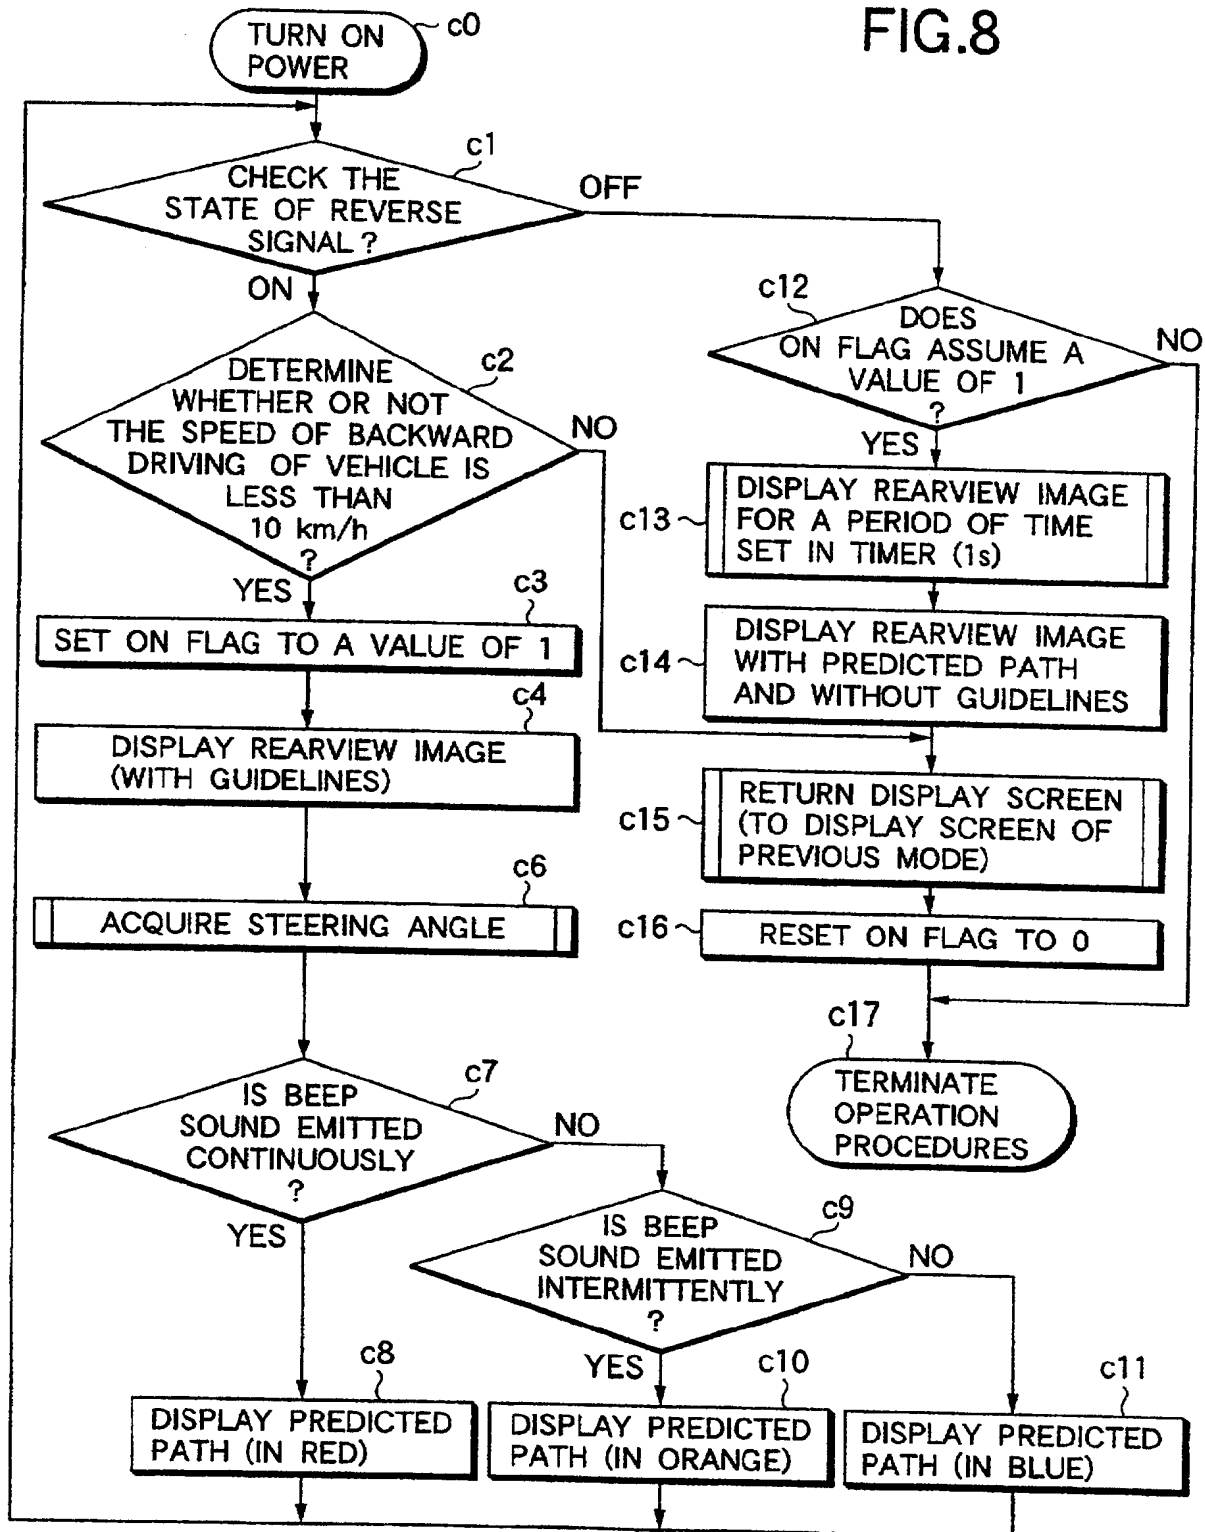 FIG.8
TURN ON
POWER
c0
c1
CHECK THE
STATE OF REVERSE
SIGNAL ?
OFF
ON
c2
DETERMINE
WHETHER OR NOT
THE SPEED OF BACKWARD
DRIVING OF VEHICLE IS
LESS THAN
10 km/h
?
NO
YES
c3
SET ON FLAG TO A VALUE OF 1
c4
DISPLAY REARVIEW IMAGE
(WITH GUIDELINES)
c6
ACQUIRE STEERING ANGLE
c7
IS BEEP
SOUND EMITTED
CONTINUOUSLY
?
NO
YES
c8
DISPLAY PREDICTED
PATH (IN RED)
c9
IS BEEP
SOUND EMITTED
INTERMITTENTLY
?
NO
YES
c10
DISPLAY PREDICTED
PATH (IN ORANGE)
c11
DISPLAY PREDICTED
PATH (IN BLUE)
c12
DOES
ON FLAG ASSUME A
VALUE OF 1
?
NO
YES
c13
DISPLAY REARVIEW IMAGE
FOR A PERIOD OF TIME
SET IN TIMER (1s)
c14
DISPLAY REARVIEW IMAGE
WITH PREDICTED PATH
AND WITHOUT GUIDELINES
c15
RETURN DISPLAY SCREEN
(TO DISPLAY SCREEN OF
PREVIOUS MODE)
c16
RESET ON FLAG TO 0
c17
TERMINATE
OPERATION
PROCEDURES